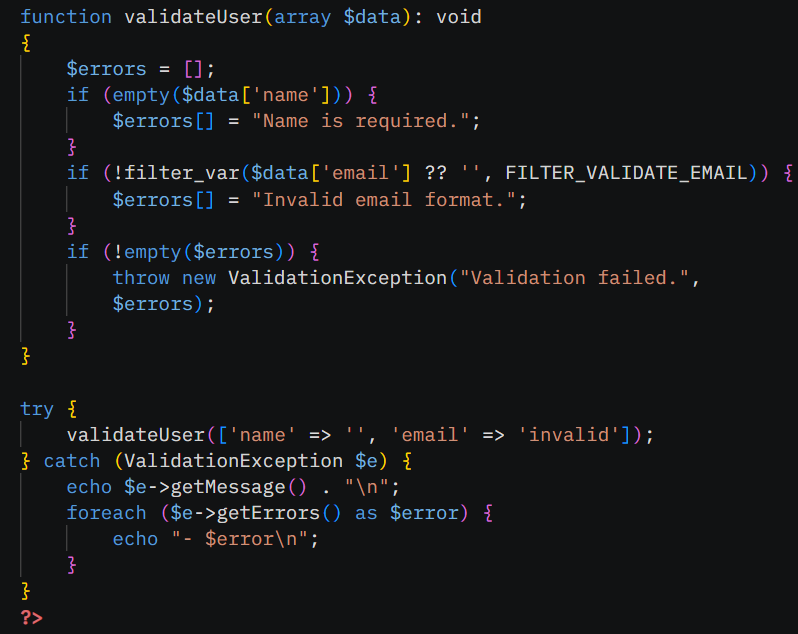 function validateUser(array $data): void
{
    $errors = [];
    if (empty($data['name'])) {
        $errors[] = "Name is required.";
    }
    if (!filter_var($data['email'] ?? '', FILTER_VALIDATE_EMAIL)) {
        $errors[] = "Invalid email format.";
    }
    if (!empty($errors)) {
        throw new ValidationException("Validation failed.",
        $errors);
    }
}

try {
    validateUser(['name' => '', 'email' => 'invalid']);
} catch (ValidationException $e) {
    echo $e->getMessage() . "\n";
    foreach ($e->getErrors() as $error) {
        echo "- $error\n";
    }
}
?>